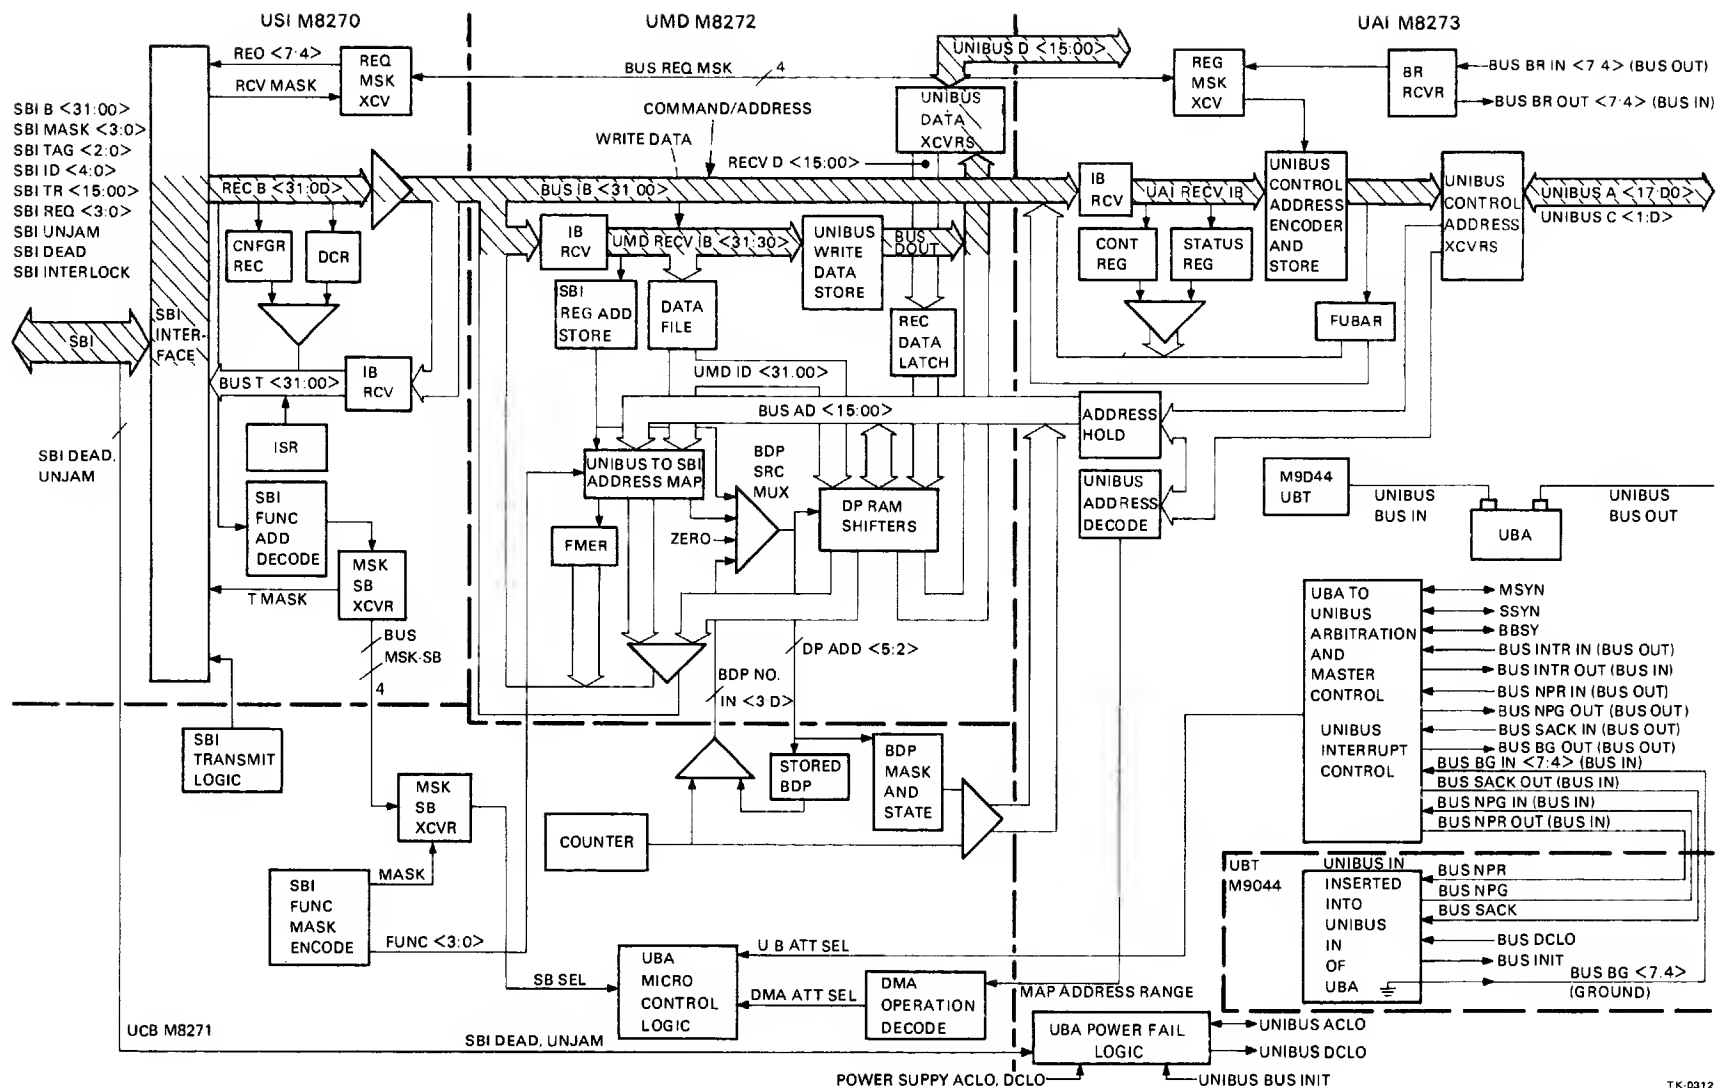 USI M8270
UMD M8272
UAI M8273
REO <7·4>
RCV MASK
REQ
MSK
XCV
BUS REQ MSK
4
COMMAND/ADDRESS
WRITE DATA
UNIBUS D <15:00>
UNIBUS
DATA
XCVRS
RECV D <15:00>
REG
MSK
XCV
BR
RCVR
BUS BR IN <7 4> (BUS OUT)
BUS BR OUT <7:4> (BUS IN)
SBI B <31:00>
SBI MASK <3:0>
SBI TAG <2:0>
SBI ID <4:0>
SBI TR <15:00>
SBI REQ <3:0>
SBI UNJAM
SBI DEAD
SBI INTERLOCK
SBI
SBI
INTER-
FACE
REC B <31:0D>
CNFGR
REC
DCR
BUS T <31:00>
IB
RCV
ISR
SBI
FUNC
ADD
DECODE
MSK
SB
XCVR
T MASK
BUS
MSK-SB
4
SBI DEAD,
UNJAM
SBI
TRANSMIT
LOGIC
BUS IB <31:00>
IB
RCV
UMD RECV IB <31:30>
UNIBUS
WRITE
DATA
STORE
BUS
DOUT
SBI
REG ADD
STORE
DATA
FILE
REC
DATA
LATCH
UMD ID <31.00>
BUS AD <15:00>
UNIBUS TO SBI
ADDRESS MAP
BDP
SRC
MUX
ZERO
FMER
DP RAM
SHIFTERS
DP ADD <5:2>
BDP NO.
IN <3 D>
IB
RCV
UAI RECV IB
UNIBUS
CONTROL
ADDRESS
ENCODER
AND
STORE
UNIBUS
CONTROL
ADDRESS
XCVRS
UNIBUS A <17·D0>
UNIBUS C <1:D>
CONT
REG
STATUS
REG
FUBAR
ADDRESS
HOLD
UNIBUS
ADDRESS
DECODE
M9D44
UBT
UNIBUS
BUS IN
UBA
UNIBUS
BUS OUT
UBA TO
UNIBUS
ARBITRATION
AND
MASTER
CONTROL
UNIBUS
INTERRUPT
CONTROL
MSYN
SSYN
BBSY
BUS INTR IN (BUS OUT)
BUS INTR OUT (BUS IN)
BUS NPR IN (BUS OUT)
BUS NPG OUT (BUS OUT)
BUS SACK IN (BUS OUT)
BUS BG OUT (BUS OUT)
BUS BG IN <7:4> (BUS IN)
BUS SACK OUT (BUS IN)
BUS NPG IN (BUS IN)
BUS NPR OUT (BUS IN)
UBT
M9044
UNIBUS IN
INSERTED
INTO
UNIBUS
IN
OF
UBA
BUS NPR
BUS NPG
BUS SACK
BUS DCLO
BUS INIT
BUS BG <7.4>
(GROUND)
STORED
BDP
BDP
MASK
AND
STATE
COUNTER
MSK
SB
XCVR
MASK
SBI
FUNC
MASK
ENCODE
FUNC <3:0>
SB SEL
UBA
MICRO
CONTROL
LOGIC
U B ATT SEL
DMA ATT SEL
DMA
OPERATION
DECODE
MAP ADDRESS RANGE
UCB M8271
SBI DEAD, UNJAM
UBA POWER FAIL
LOGIC
UNIBUS ACLO
UNIBUS DCLO
POWER SUPPY ACLO, DCLO
UNIBUS BUS INIT
TK-0312